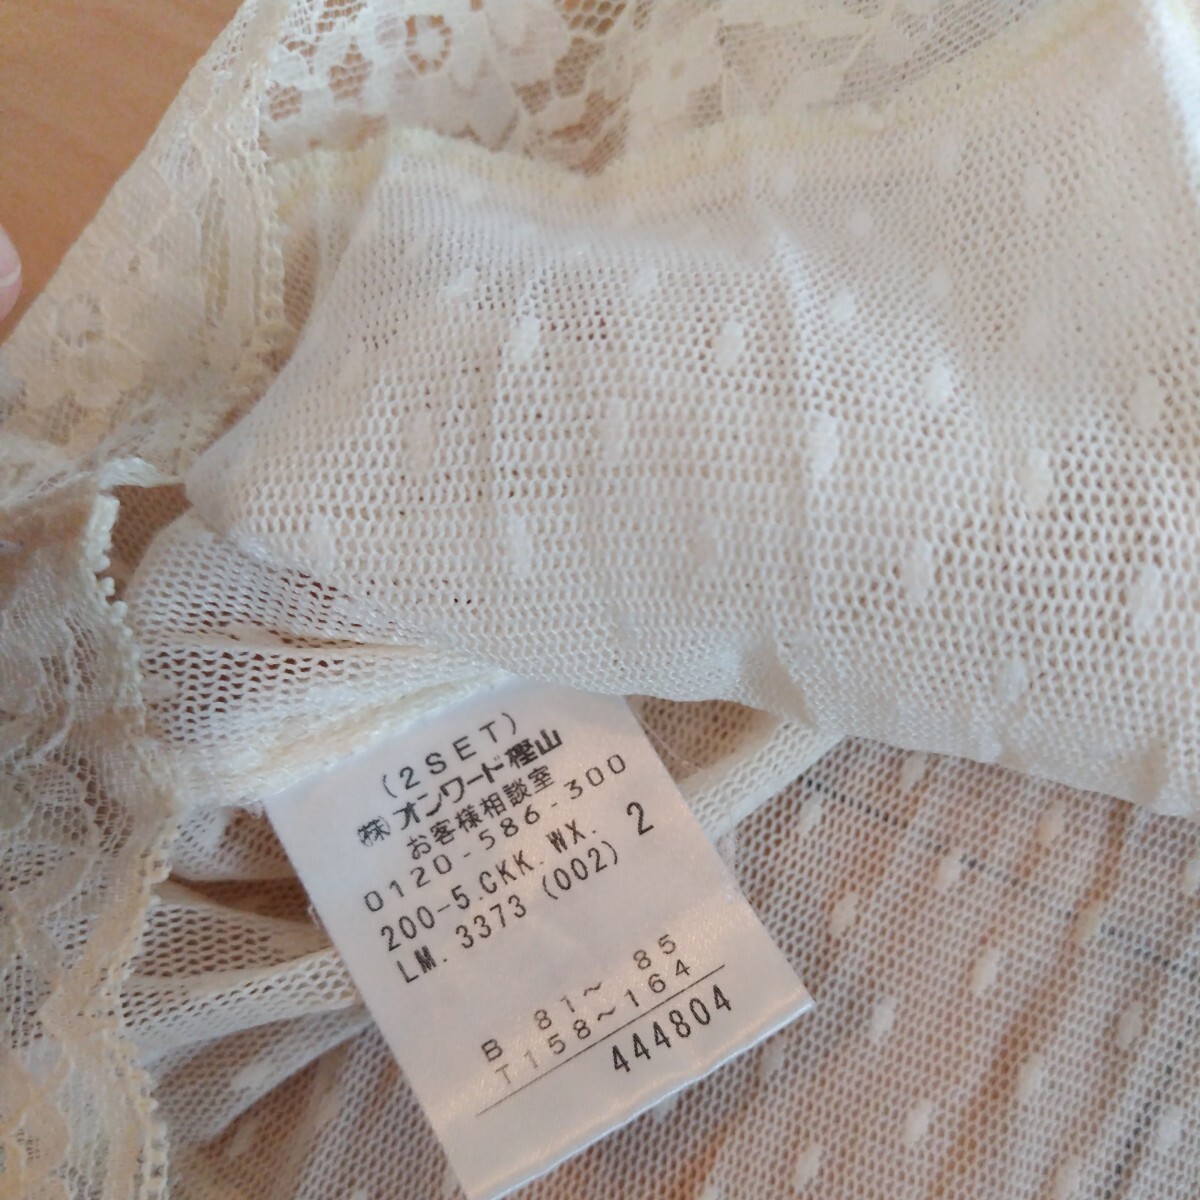 (2SET)
㈱オンワード樫山
お客様相談室
0120-586-300
200-5.CKK.WX. 2
LM. 3373 (002)
B 81～ 85
T158～164
444804